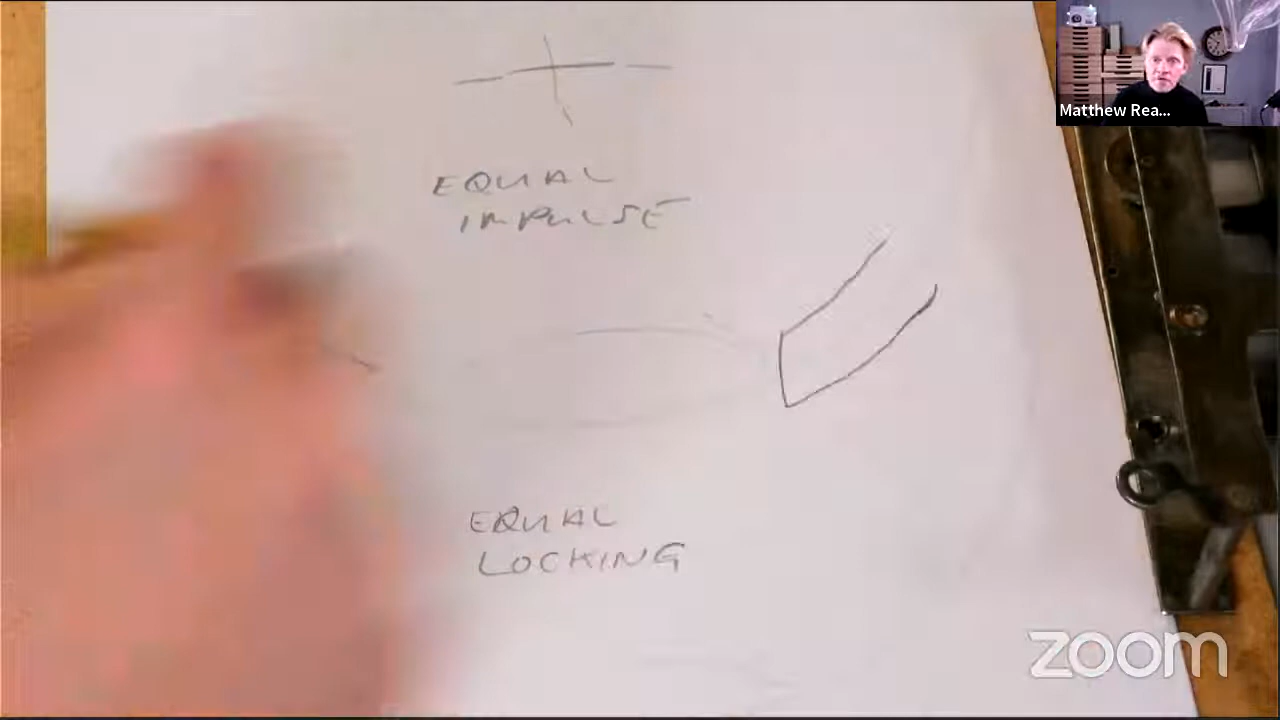 Matthew Rea...
EQUAL
IMPULSE
EQUAL
LOCKING
zoom